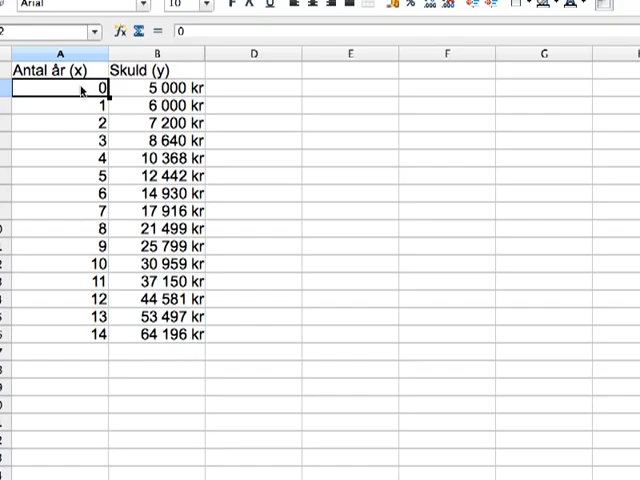 Arial 10
fx Σ = 0
A B D E F G
Antal år (x) Skuld (y)
0 5 000 kr
1 6 000 kr
2 7 200 kr
3 8 640 kr
4 10 368 kr
5 12 442 kr
6 14 930 kr
7 17 916 kr
8 21 499 kr
9 25 799 kr
10 30 959 kr
11 37 150 kr
12 44 581 kr
13 53 497 kr
14 64 196 kr